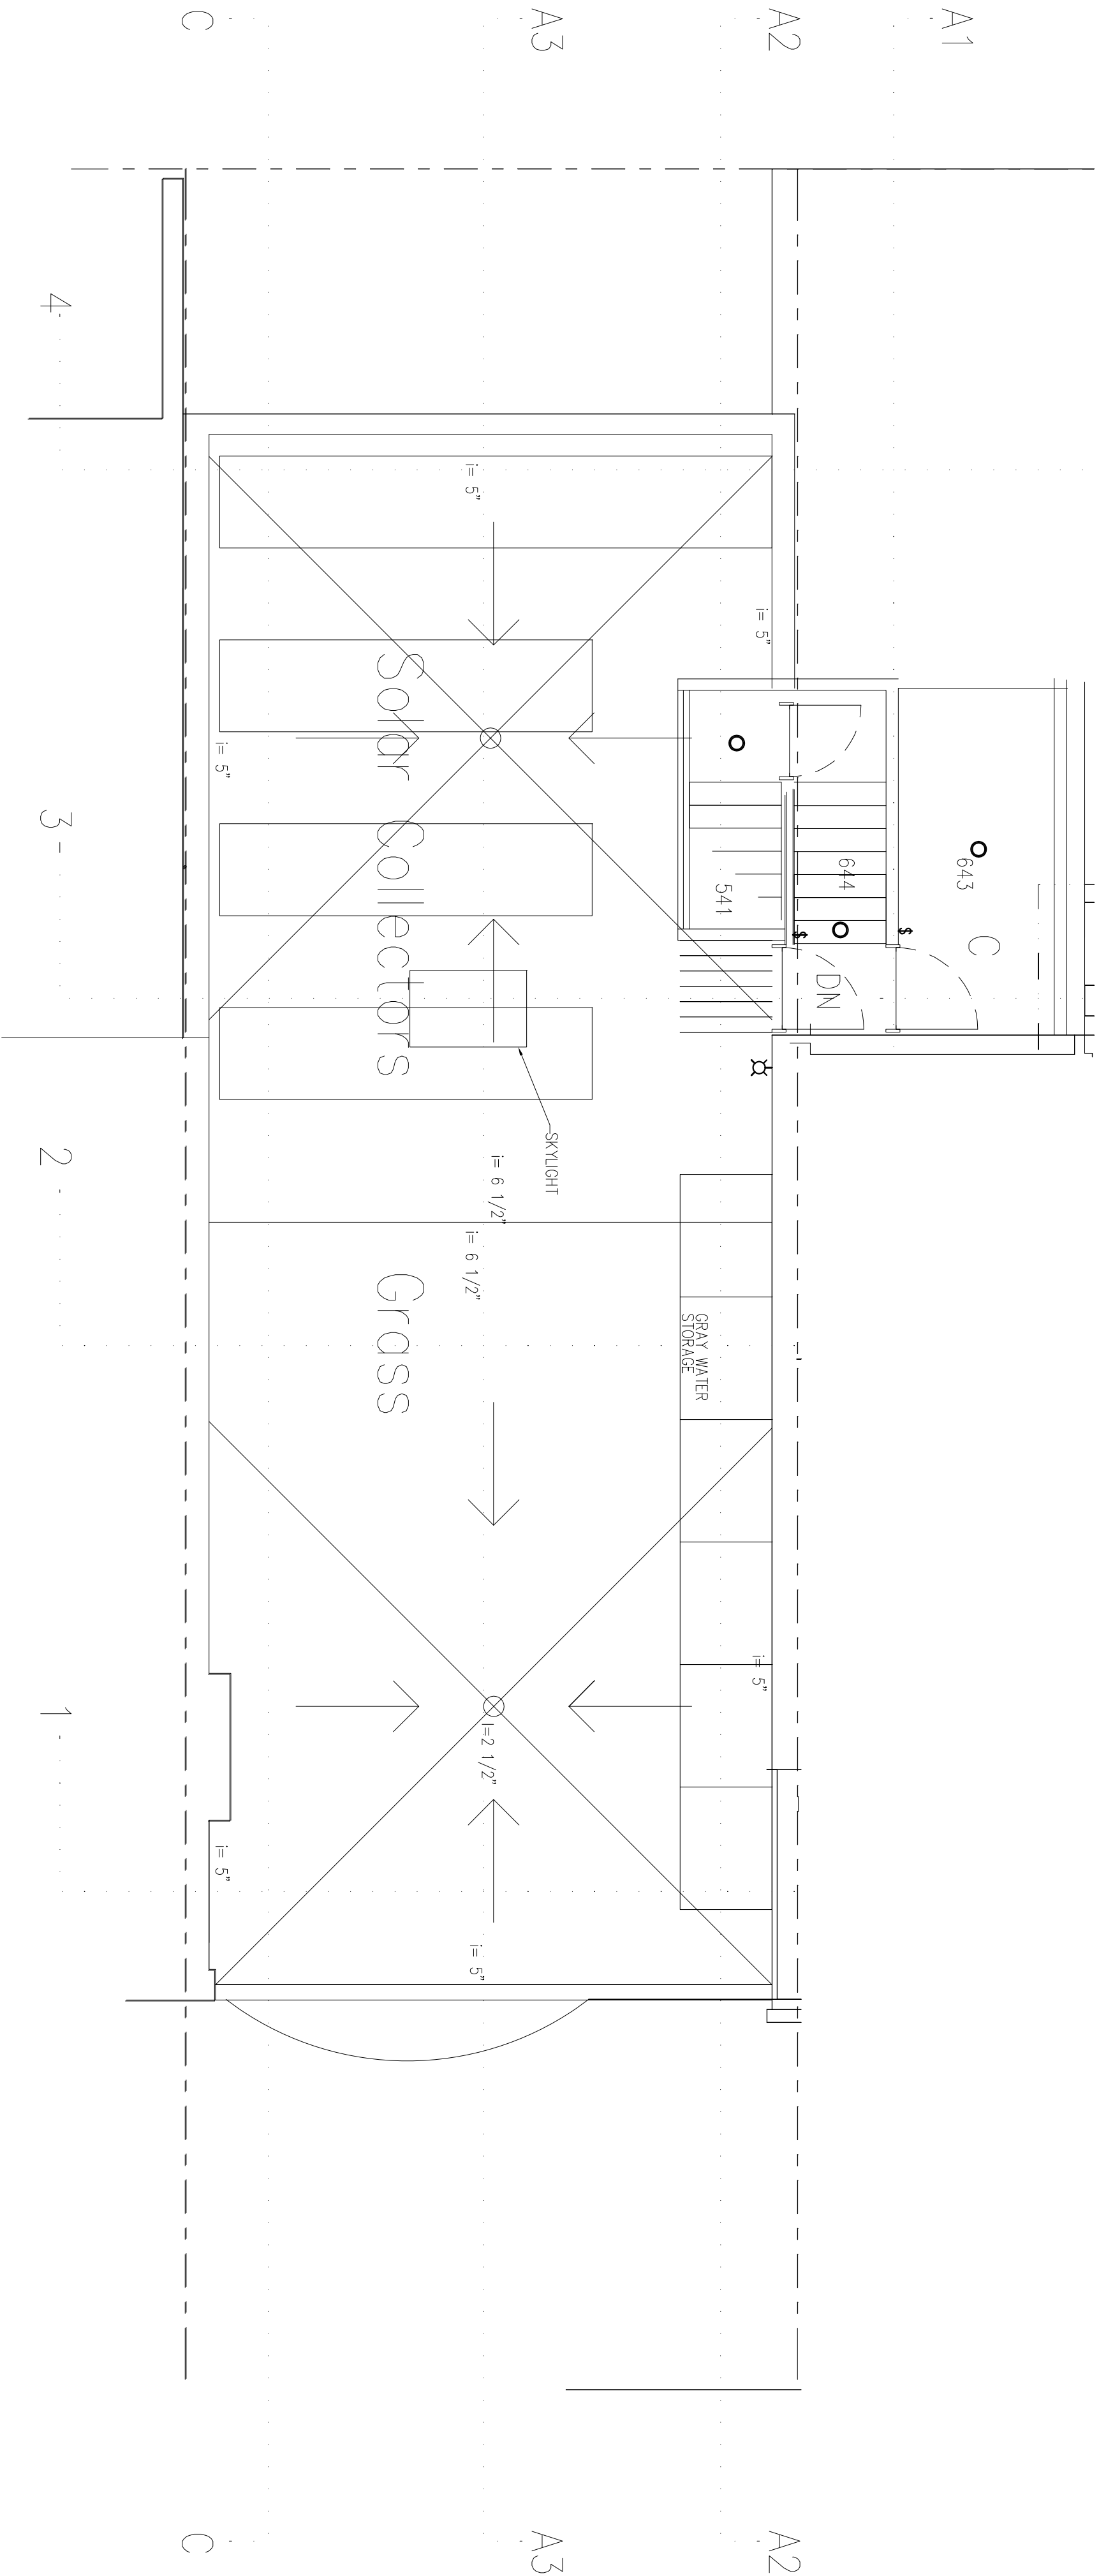 C
A3
A2
A1
4
i= 5"
i= 5"
Solar Collectors
i= 5"
3
541
644
643
C
DN
$
$
SKYLIGHT
2
i= 6 1/2"
i= 6 1/2"
Grass
GRAY WATER
STORAGE
1
i= 5"
i=2 1/2"
i= 5"
i= 5"
C
A3
A2